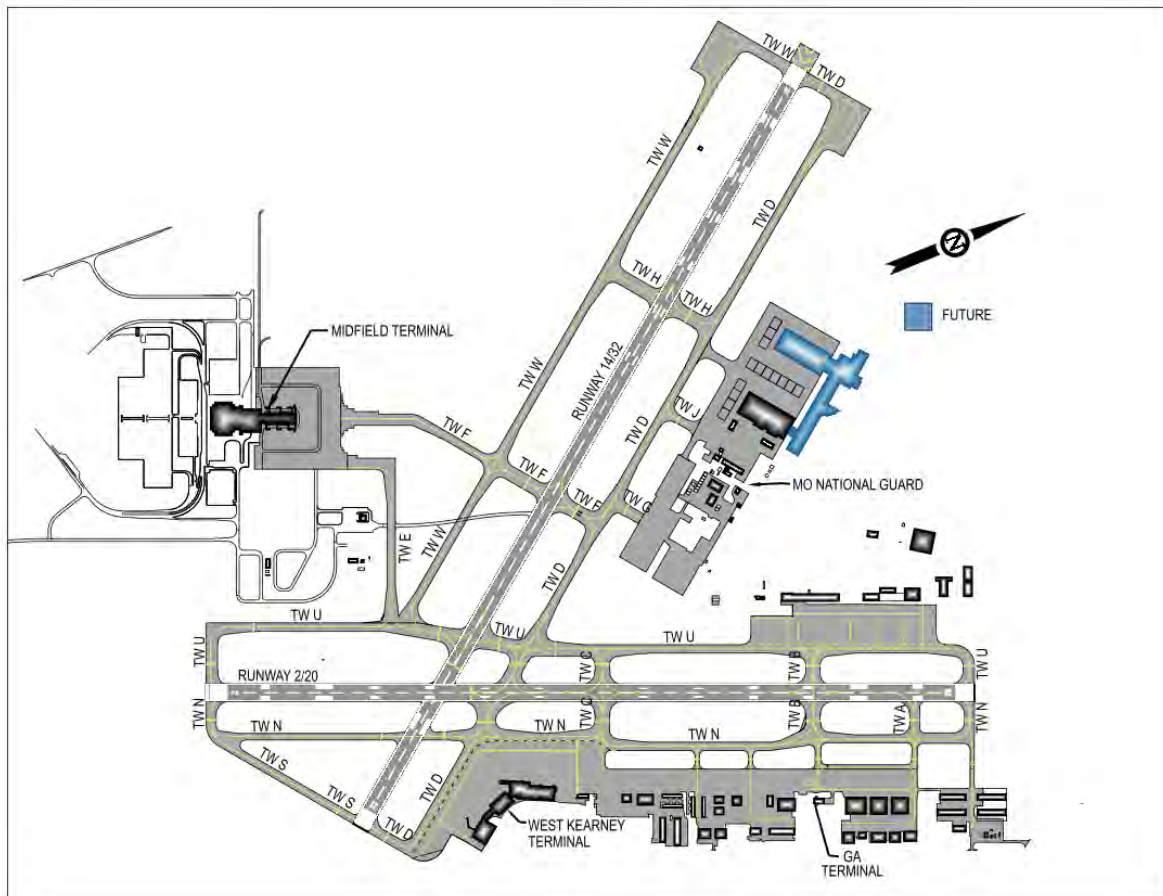 TW W
TW D
TW W
TW D
N
TW H
TW H
FUTURE
MIDFIELD TERMINAL
RUNWAY 14/32
TW W
TW J
TW D
TW F
TW F
TW F
TW G
MO NATIONAL GUARD
TW E
TW W
TW D
TW U
TW U
TW U
TW U
TW C
TW B
TW U
RUNWAY 2/20
TW N
TW C
TW B
TW A
TW N
TW N
TW N
TW N
TW S
TW D
TW S
TW D
WEST KEARNEY
TERMINAL
GA
TERMINAL